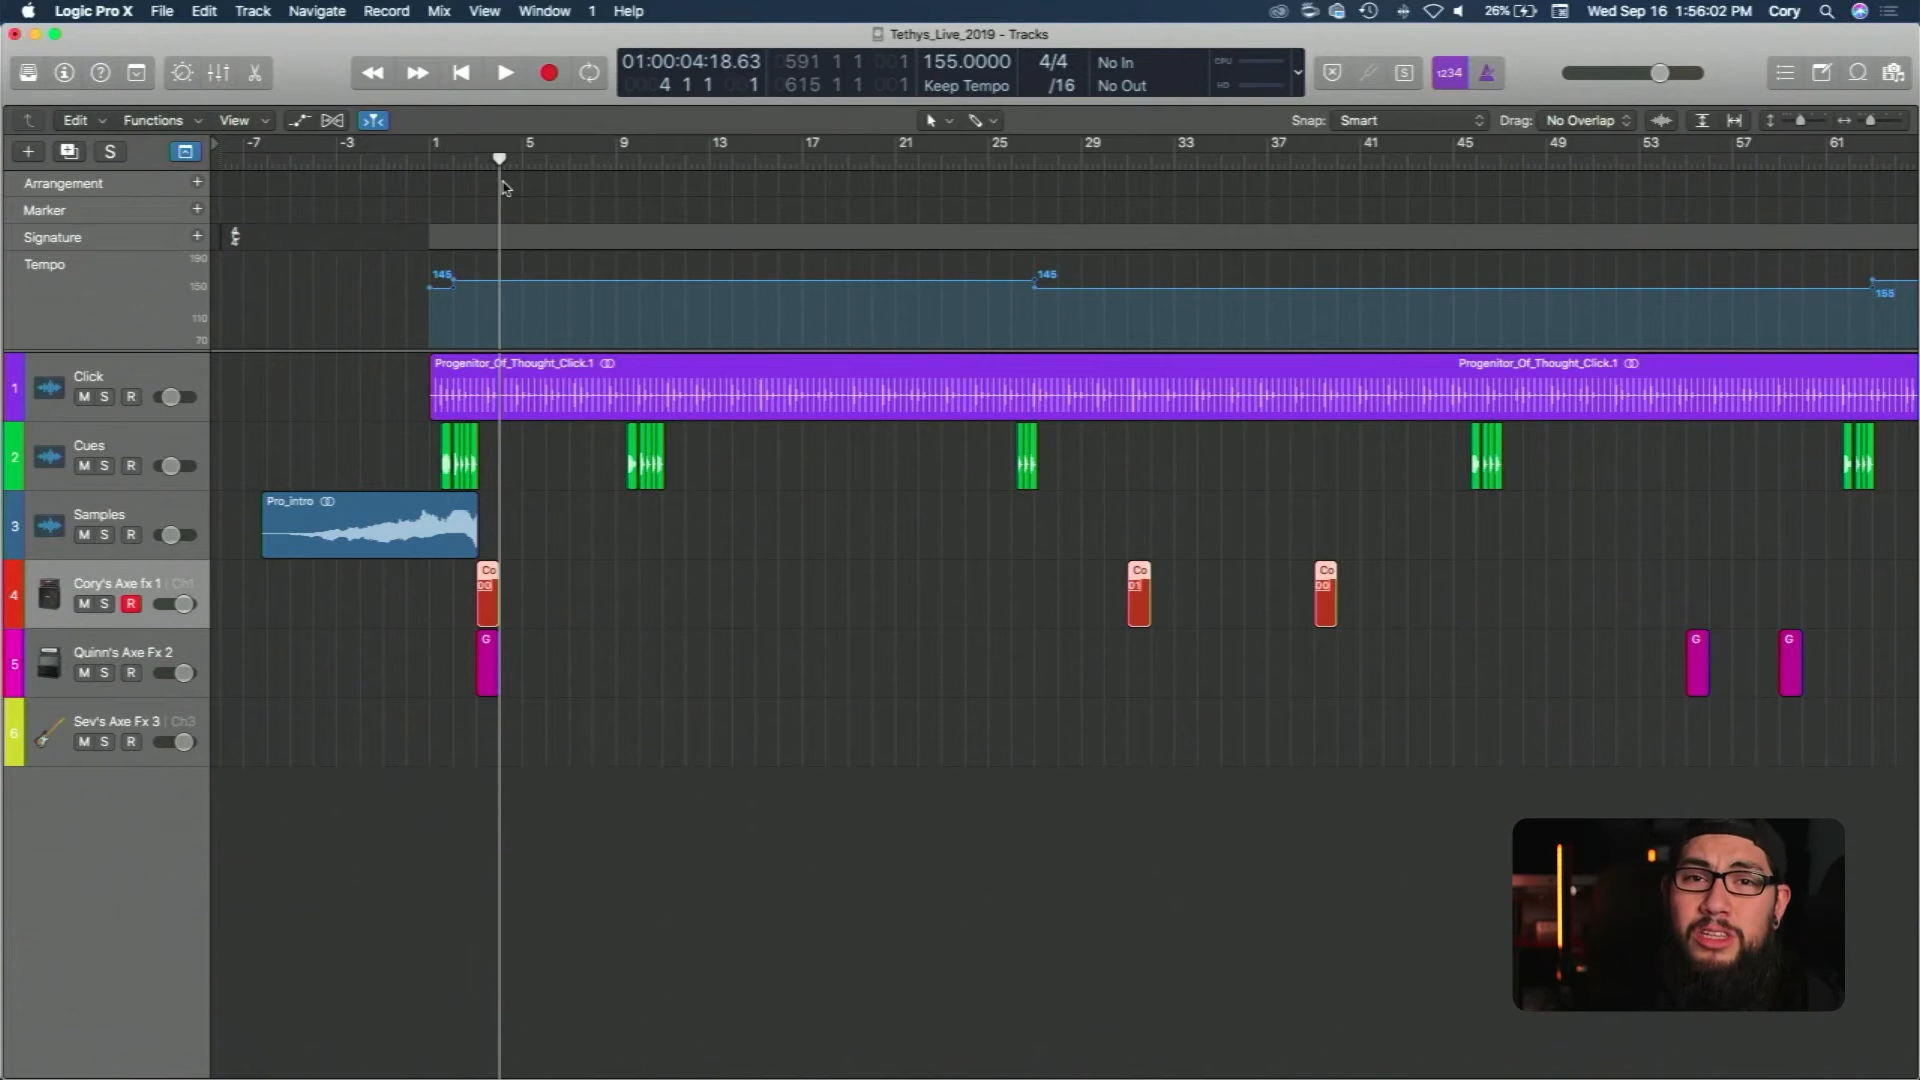 Logic Pro X File Edit Track Navigate Record Mix View Window 1 Help 26% Wed Sep 16 1:56:02 PM Cory
Tethys_Live_2019 - Tracks
01:00:04:18.63 0591 1 1 001 155.0000 4/4 No In CPU
0004 1 1 001 0615 1 1 001 Keep Tempo /16 No Out HD
1234
Edit Functions View Snap: Smart Drag: No Overlap
S
-7 -3 1 5 9 13 17 21 25 29 33 37 41 45 49 53 57 61
Arrangement
Marker
Signature 4/4
Tempo 190 150 110 70
145 145 155
1 Click M S R
Progenitor_Of_Thought_Click.1 Progenitor_Of_Thought_Click.1
2 Cues M S R
3 Samples M S R
Pro_intro
4 Cory's Axe fx 1 Ch1 M S R
Co 00 Co 01 Co 00
5 Quinn's Axe Fx 2 M S R
G G G
6 Sev's Axe Fx 3 Ch3 M S R